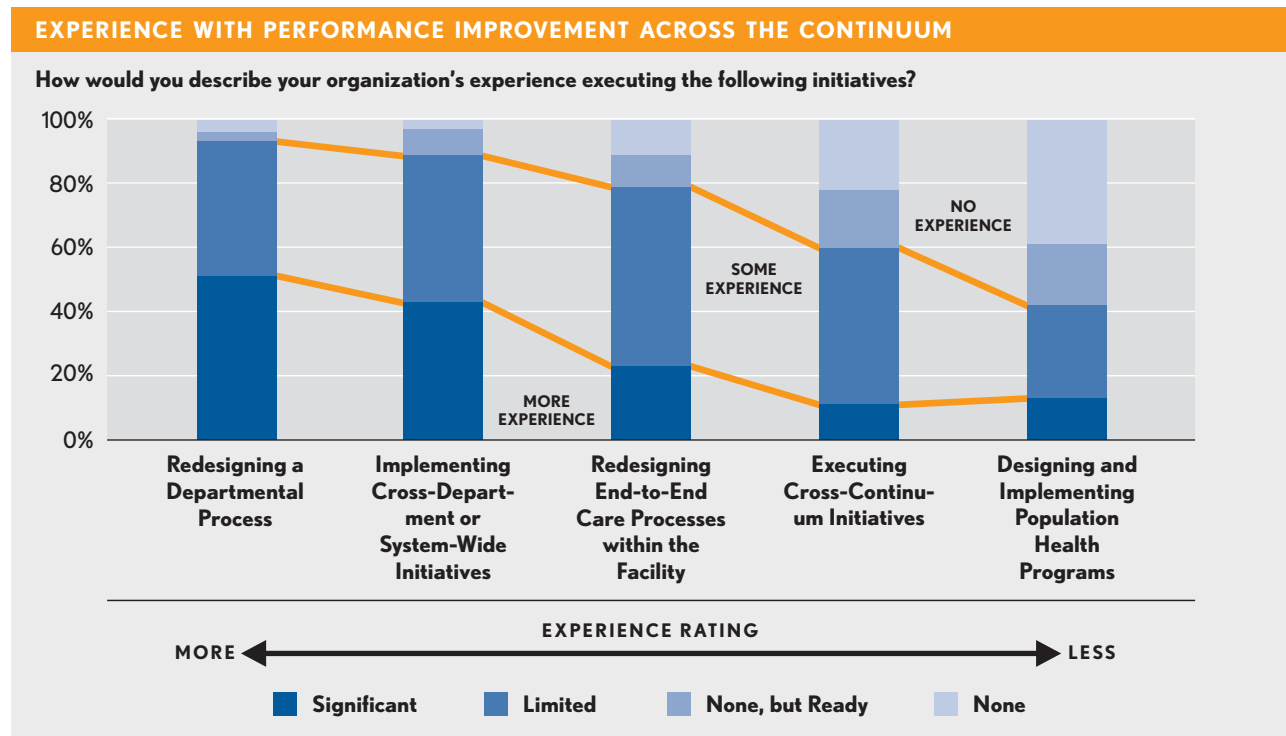 EXPERIENCE WITH PERFORMANCE IMPROVEMENT ACROSS THE CONTINUUM
How would you describe your organization's experience executing the following initiatives?
100%
80%
60%
40%
20%
0%
NO
EXPERIENCE
SOME
EXPERIENCE
MORE
EXPERIENCE
Redesigning a
Departmental
Process
Implementing
Cross-Depart-
ment or
System-Wide
Initiatives
Redesigning
End-to-End
Care Processes
within the
Facility
Executing
Cross-Continu-
um Initiatives
Designing and
Implementing
Population
Health
Programs
EXPERIENCE RATING
MORE
LESS
Significant
Limited
None, but Ready
None